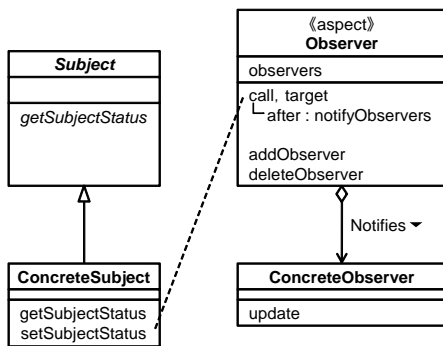 Subject
getSubjectStatus
ConcreteSubject
getSubjectStatus
setSubjectStatus
《aspect》
Observer
observers
call, target
after : notifyObservers
addObserver
deleteObserver
Notifies
ConcreteObserver
update